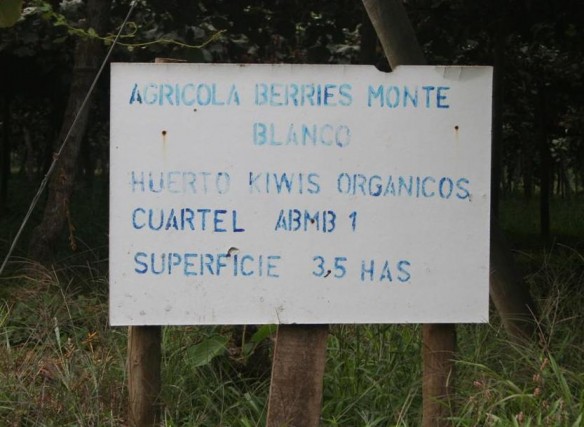 AGRICOLA BERRIES MONTE
BLANCO
HUERTO KIWIS ORGANICOS
CUARTEL ABMB 1
SUPERFICIE 3,5 HAS